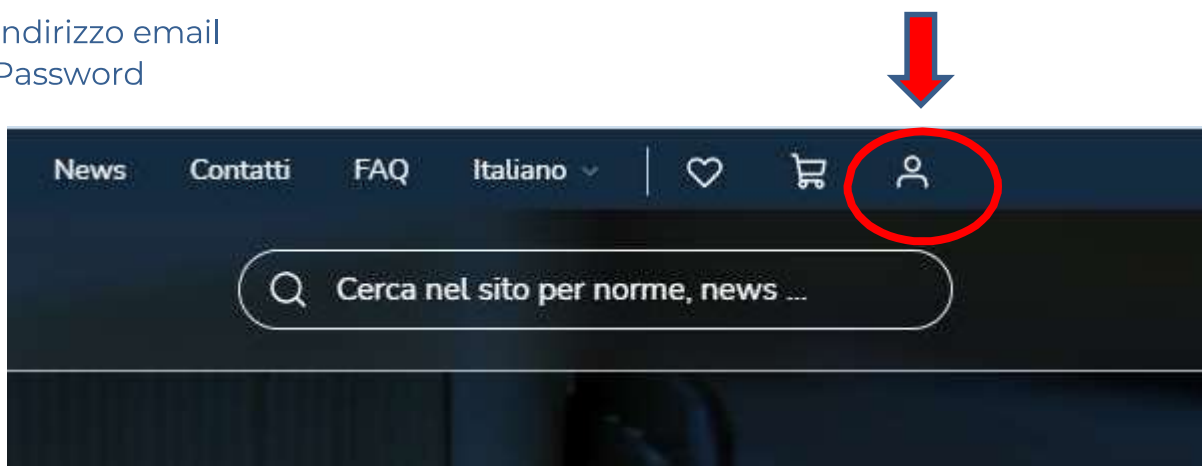 ndirizzo email
Password
News Contatti FAQ Italiano
Cerca nel sito per norme, news ...